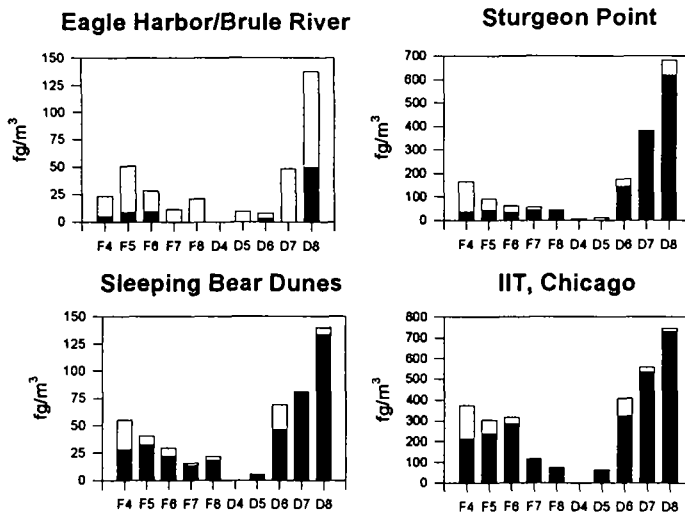 Eagle Harbor/Brule River
150
125
100
75
50
25
0
fg/m³
F4 F5 F6 F7 F8 D4 D5 D6 D7 D8
Sturgeon Point
700
600
500
400
300
200
100
0
fg/m³
F4 F5 F6 F7 F8 D4 D5 D6 D7 D8
Sleeping Bear Dunes
150
125
100
75
50
25
0
fg/m³
F4 F5 F6 F7 F8 D4 D5 D6 D7 D8
IIT, Chicago
800
700
600
500
400
300
200
100
0
fg/m³
F4 F5 F6 F7 F8 D4 D5 D6 D7 D8